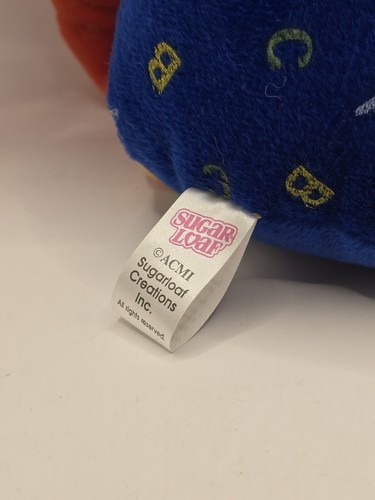 B
C
C
B
SUGAR
LOAF
©ACMI
Sugarloaf
Creations
Inc.
All rights reserved.